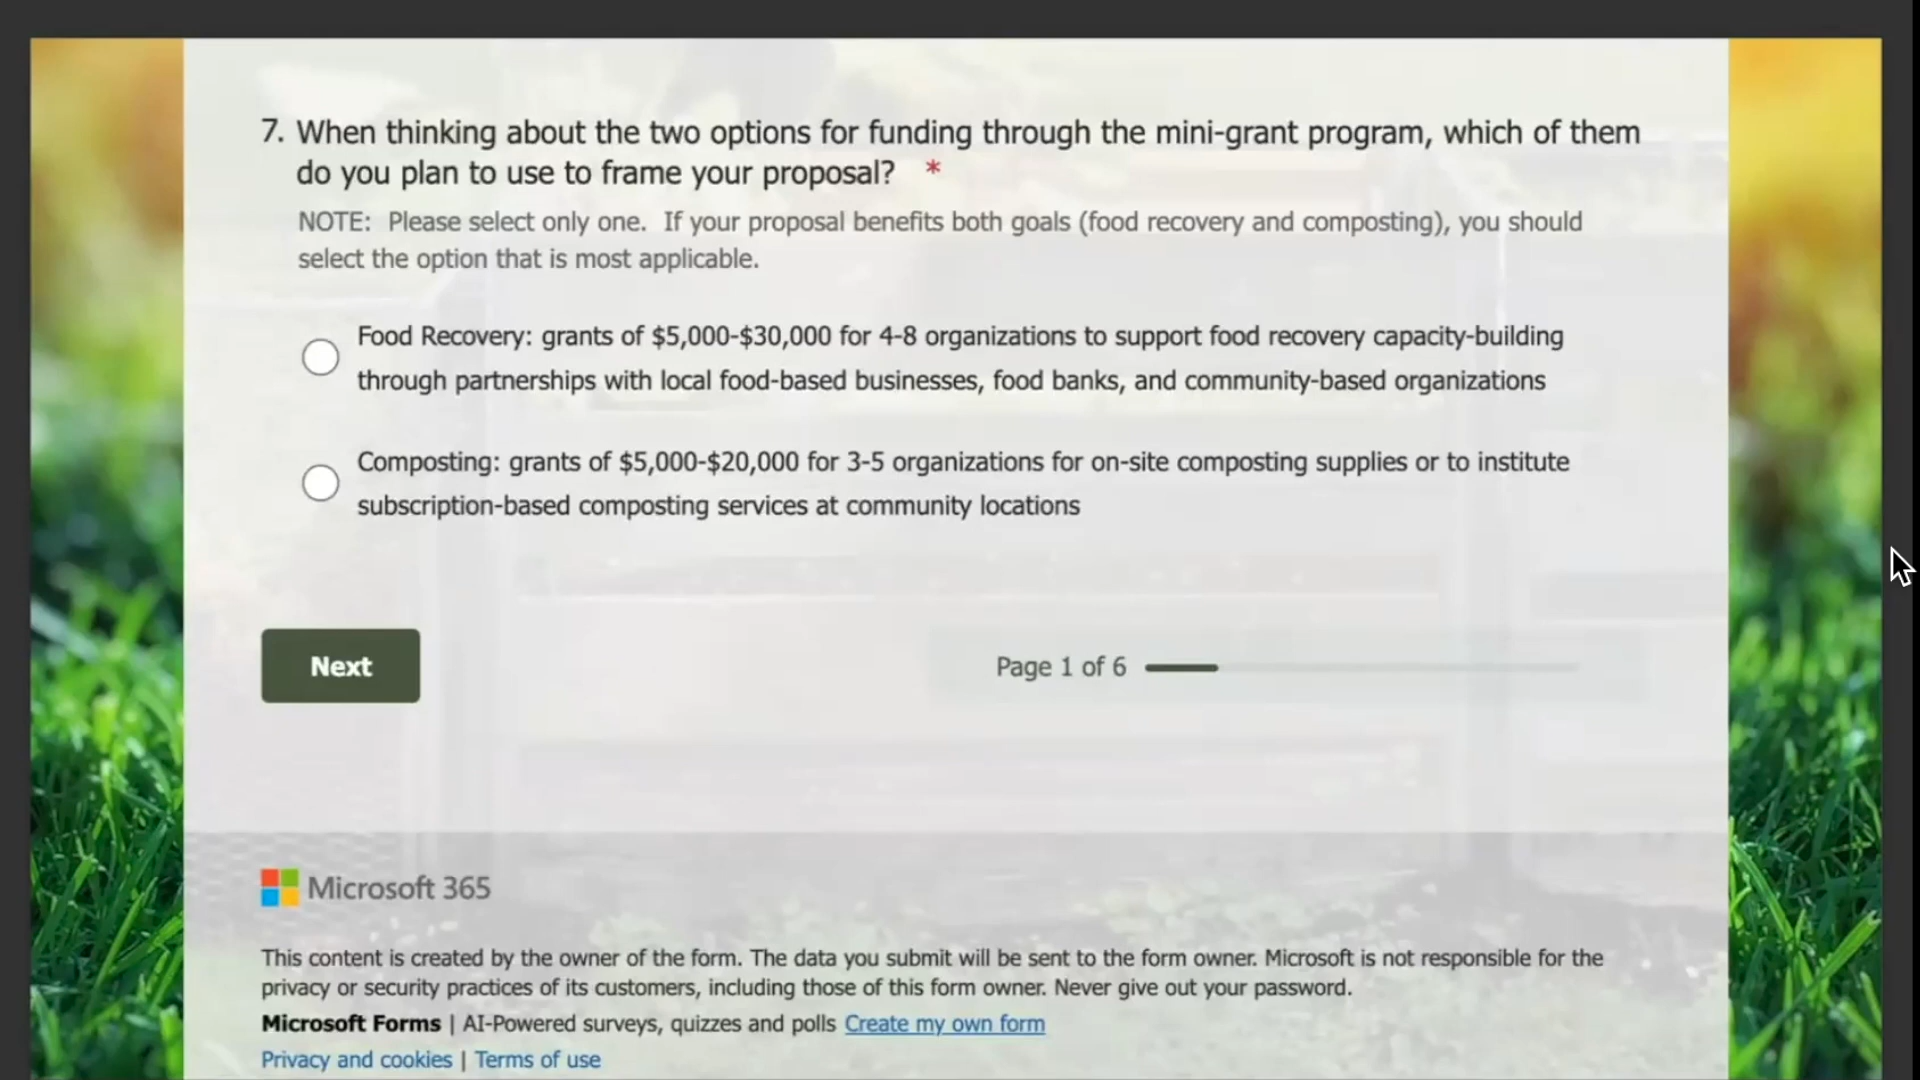 7. When thinking about the two options for funding through the mini-grant program, which of them
do you plan to use to frame your proposal? *
NOTE: Please select only one. If your proposal benefits both goals (food recovery and composting), you should
select the option that is most applicable.
Food Recovery: grants of $5,000-$30,000 for 4-8 organizations to support food recovery capacity-building
through partnerships with local food-based businesses, food banks, and community-based organizations
Composting: grants of $5,000-$20,000 for 3-5 organizations for on-site composting supplies or to institute
subscription-based composting services at community locations
Next
Page 1 of 6
Microsoft 365
This content is created by the owner of the form. The data you submit will be sent to the form owner. Microsoft is not responsible for the
privacy or security practices of its customers, including those of this form owner. Never give out your password.
Microsoft Forms | AI-Powered surveys, quizzes and polls Create my own form
Privacy and cookies | Terms of use